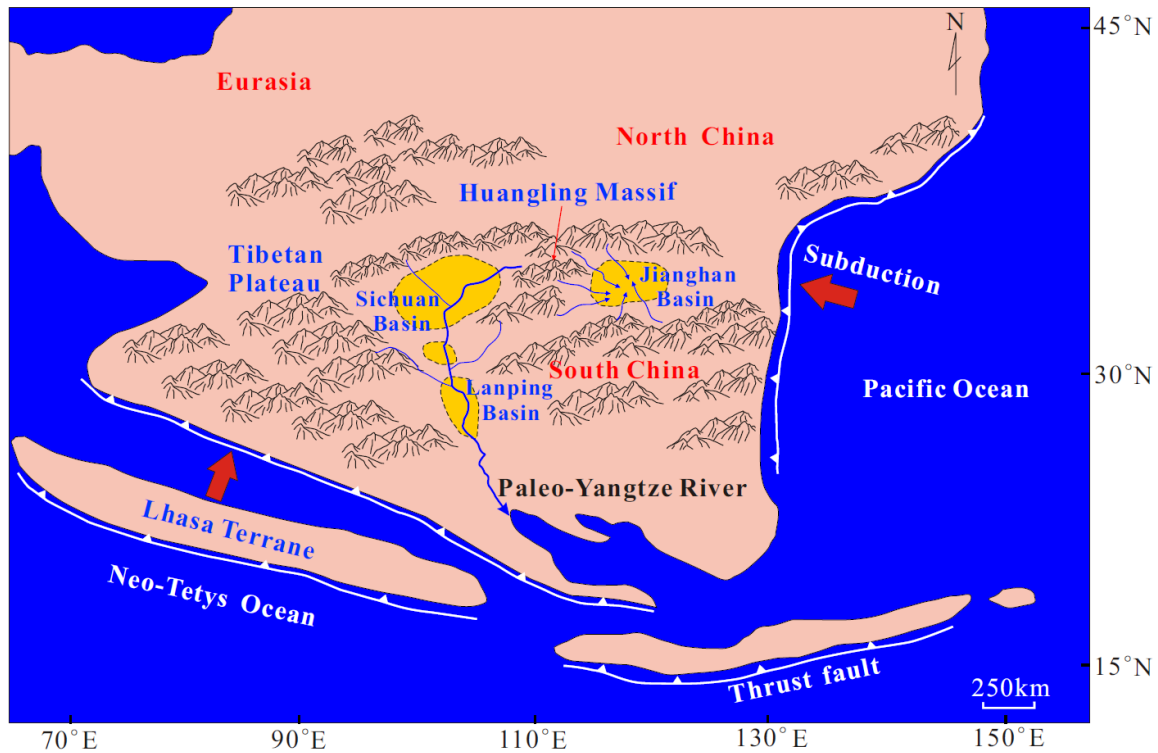 45°N
N
Eurasia
North China
Huangling Massif
Tibetan
Plateau
Subduction
Jianghan
Basin
Sichuan
Basin
South China
30°N
Lanping
Basin
Pacific Ocean
Paleo-Yangtze River
Lhasa Terrane
Neo-Tetys Ocean
Thrust fault
15°N
250km
70°E
90°E
110°E
130°E
150°E